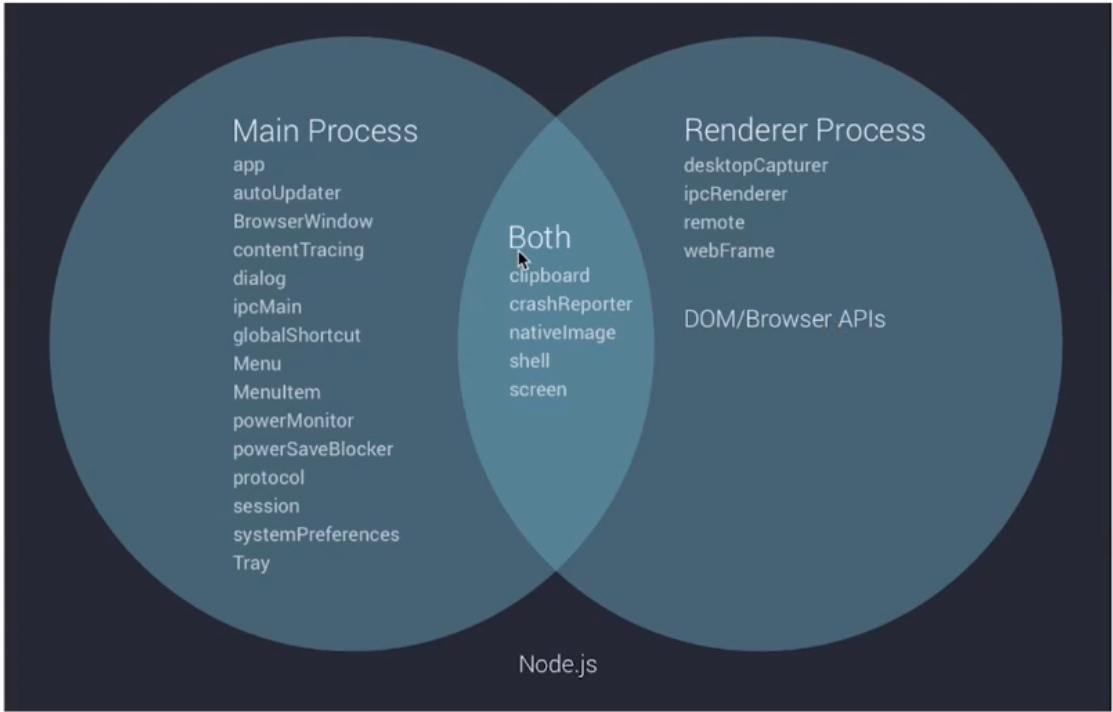 Main Process
app
autoUpdater
BrowserWindow
contentTracing
dialog
ipcMain
globalShortcut
Menu
MenuItem
powerMonitor
powerSaveBlocker
protocol
session
systemPreferences
Tray
Both
clipboard
crashReporter
nativeImage
shell
screen
Renderer Process
desktopCapturer
ipcRenderer
remote
webFrame
DOM/Browser APIs
Node.js